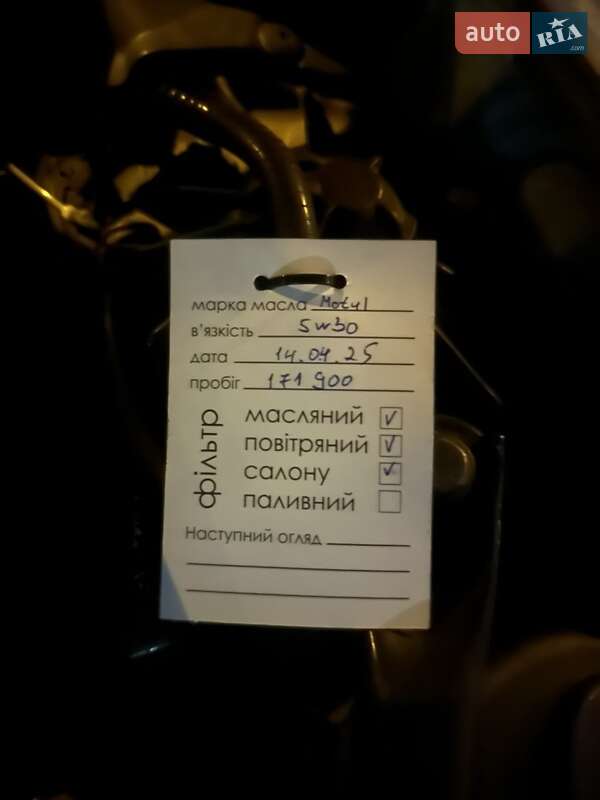 auto RIA .com
марка масла Motul
в'язкість 5w30
дата 14.04.25
пробіг 171 900
фільтр
масляний ✓
повітряний ✓
салону ✓
паливний
Наступний огляд